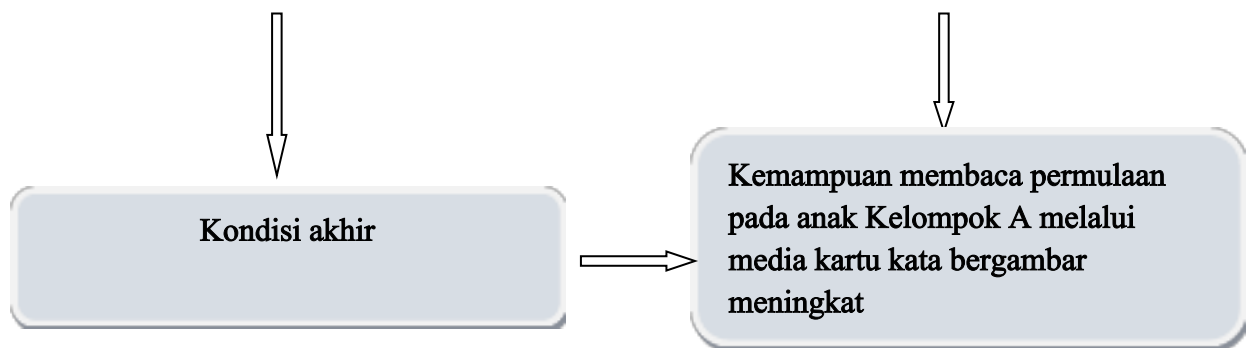 Kondisi akhir
Kemampuan membaca permulaan
pada anak Kelompok A melalui
media kartu kata bergambar
meningkat